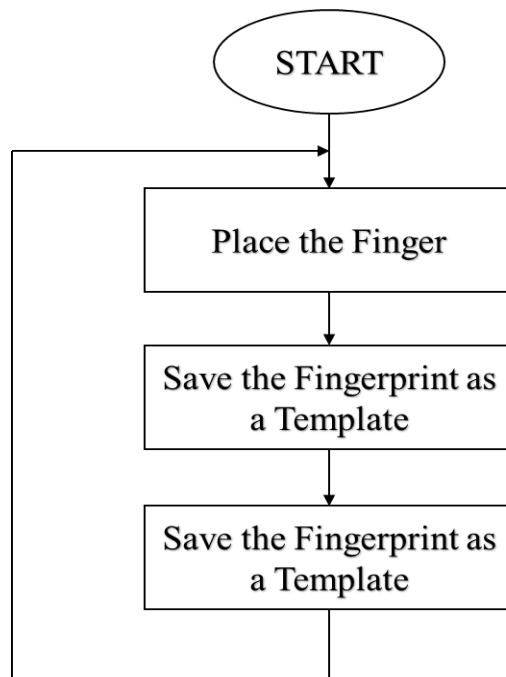 START
Place the Finger
Save the Fingerprint as
a Template
Save the Fingerprint as
a Template